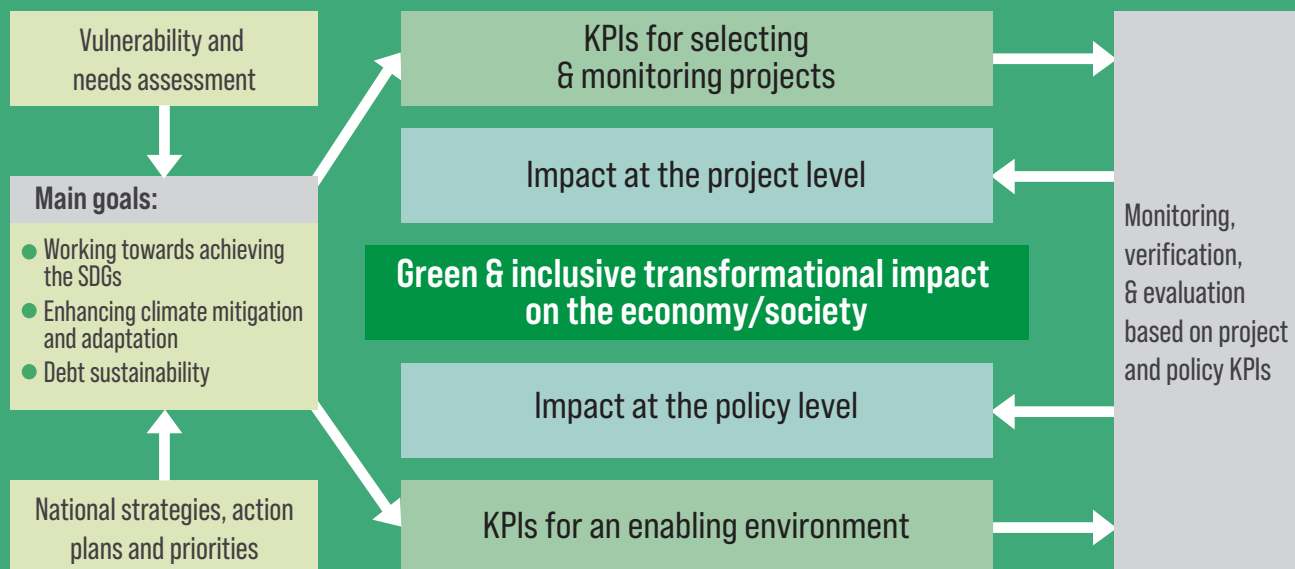 Vulnerability and
needs assessment
Main goals:
Working towards achieving
the SDGs
Enhancing climate mitigation
and adaptation
Debt sustainability
National strategies, action
plans and priorities
KPIs for selecting
& monitoring projects
Impact at the project level
Green & inclusive transformational impact
on the economy/society
Impact at the policy level
KPIs for an enabling environment
Monitoring,
verification,
& evaluation
based on project
and policy KPIs